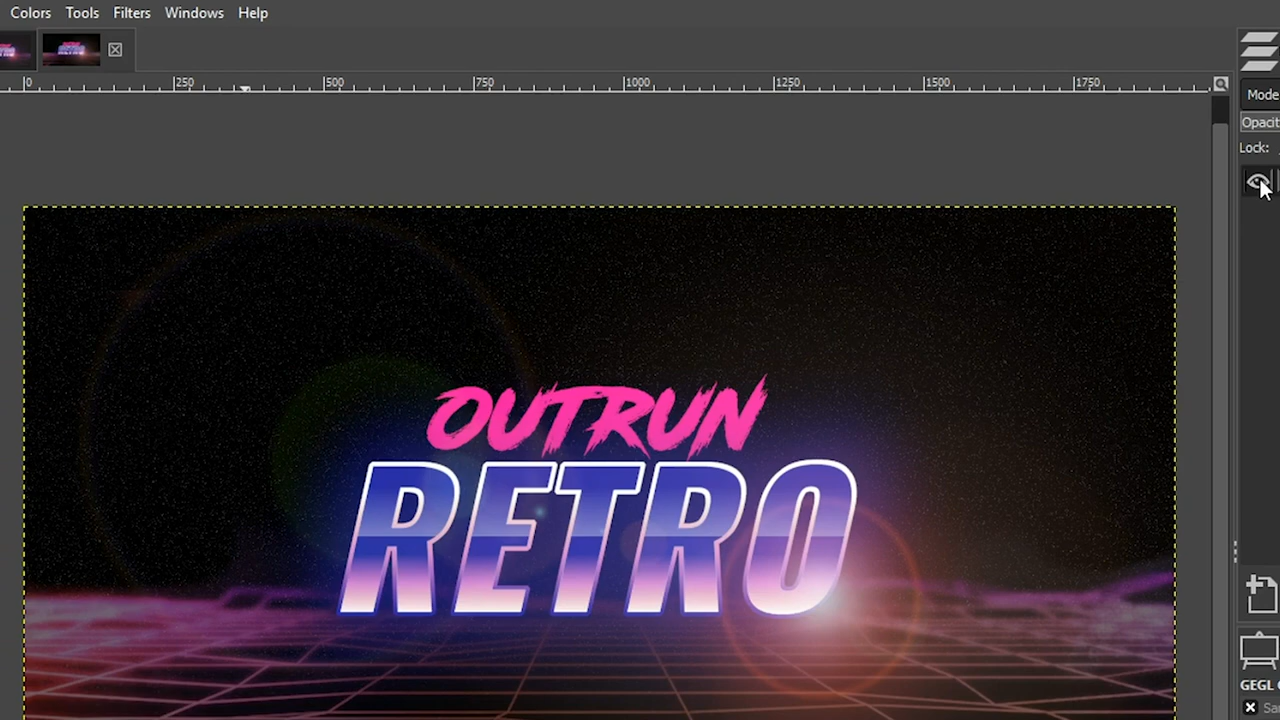 Colors Tools Filters Windows Help
0 250 500 750 1000 1250 1500 1750
Mode
Opacit
Lock:
OUTRUN
RETRO
GEGL